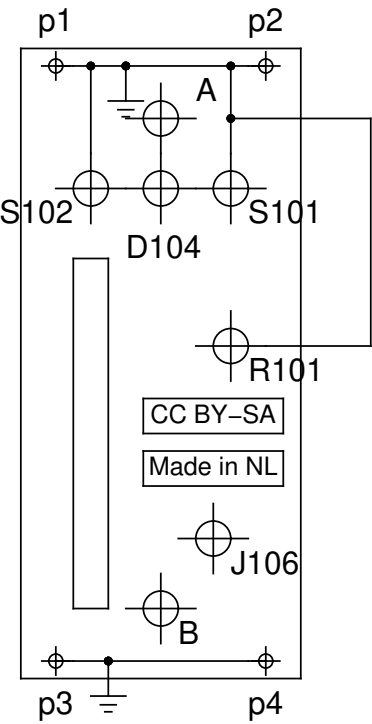 p1 p2
A
S102 S101
D104
R101
CC BY–SA
Made in NL
J106
B
p3 p4